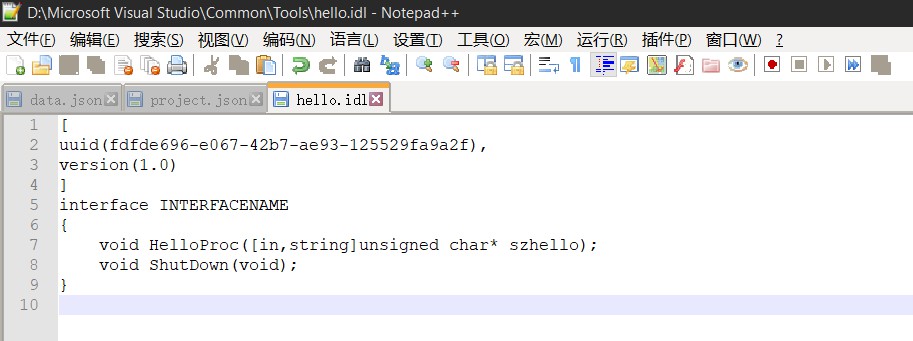 D:\Microsoft Visual Studio\Common\Tools\hello.idl - Notepad++
文件(F) 编辑(E) 搜索(S) 视图(V) 编码(N) 语言(L) 设置(T) 工具(O) 宏(M) 运行(R) 插件(P) 窗口(W) ?
data.json project.json hello.idl
1 [
2 uuid(fdfde696-e067-42b7-ae93-125529fa9a2f),
3 version(1.0)
4 ]
5 interface INTERFACENAME
6 {
7 void HelloProc([in,string]unsigned char* szhello);
8 void ShutDown(void);
9 }
10